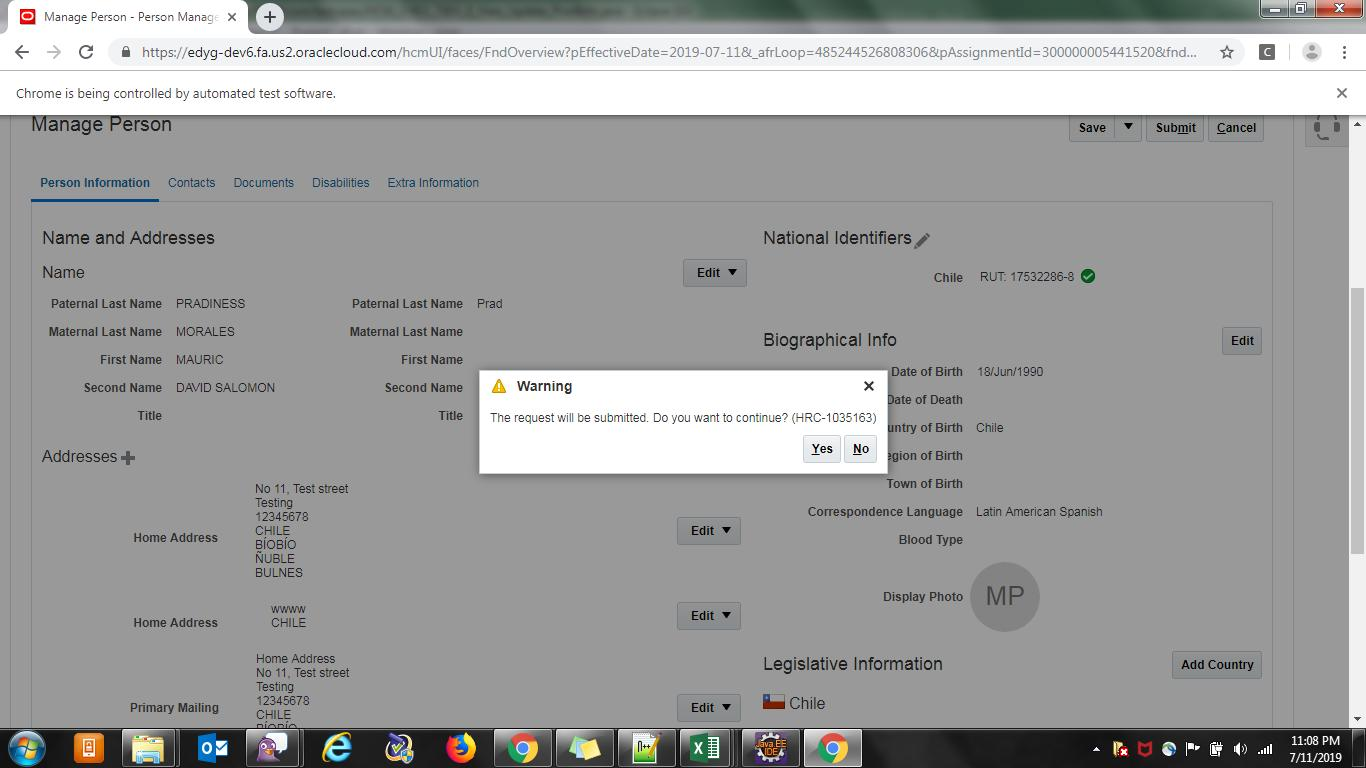 Manage Person - Person Manage
https://edyg-dev6.fa.us2.oraclecloud.com/hcmUI/faces/FndOverview?pEffectiveDate=2019-07-11&_afrLoop=485244526808306&pAssignmentId=300000005441520&fnd...
C
Chrome is being controlled by automated test software.
Manage Person
Save Submit Cancel
Person Information Contacts Documents Disabilities Extra Information
Name and Addresses
Name
Edit
Paternal Last Name PRADINESS Paternal Last Name Prad
Maternal Last Name MORALES Maternal Last Name
First Name MAURIC First Name
Second Name DAVID SALOMON Second Name
Title Title
Addresses
Home Address
No 11, Test street
Testing
12345678
CHILE
BÍOBÍO
ÑUBLE
BULNES
Edit
Home Address
wwww
CHILE
Edit
Primary Mailing
Home Address
No 11, Test street
Testing
12345678
CHILE
BÍOBÍO
Edit
National Identifiers
Chile RUT: 17532286-8
Biographical Info
Edit
Date of Birth 18/Jun/1990
Date of Death
untry of Birth Chile
egion of Birth
Town of Birth
Correspondence Language Latin American Spanish
Blood Type
Display Photo MP
Legislative Information
Add Country
Chile
Warning
The request will be submitted. Do you want to continue? (HRC-1035163)
Yes No
Java EE
IDE
11:08 PM
7/11/2019